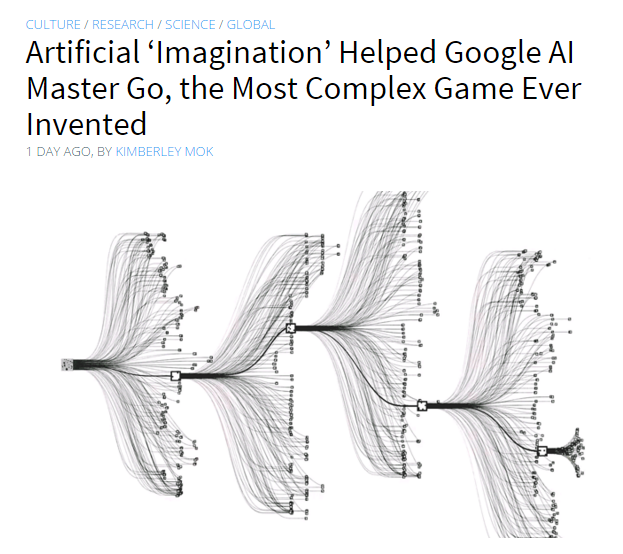 CULTURE / RESEARCH / SCIENCE / GLOBAL
Artificial ‘Imagination’ Helped Google AI
Master Go, the Most Complex Game Ever
Invented
1 DAY AGO, BY KIMBERLEY MOK